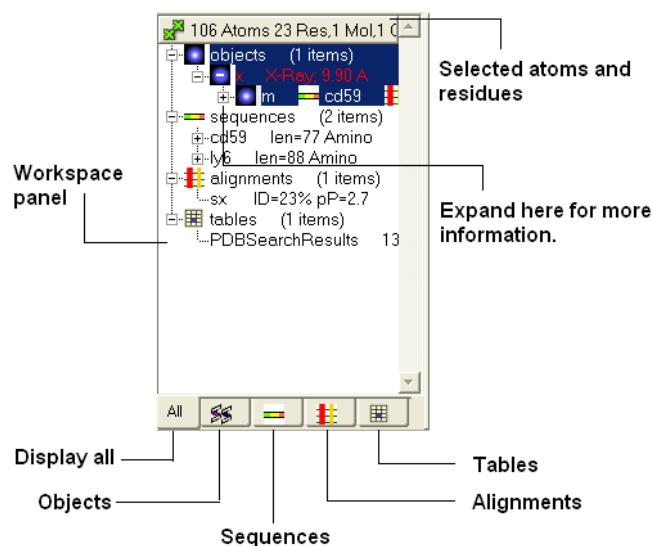 106 Atoms 23 Res,1 Mol,1
objects (1 items)
x X-Ray; 9.90 A
m cd59
sequences (2 items)
cd59 len=77 Amino
ly6 len=88 Amino
alignments (1 items)
sx ID=23% pP=2.7
tables (1 items)
PDBSearchResults 13
All
Selected atoms and
residues
Workspace
panel
Expand here for more
information.
Display all
Objects
Sequences
Tables
Alignments